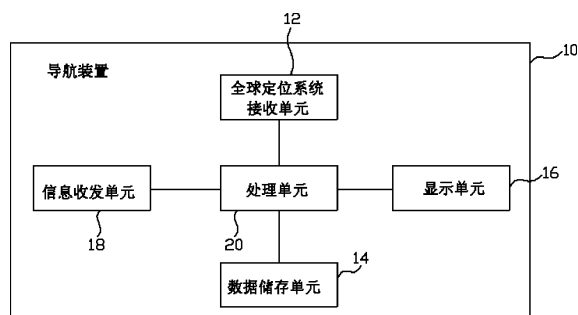 12
10
导航装置
全球定位系统
接收单元
信息收发单元
处理单元
显示单元
16
18
20
14
数据储存单元